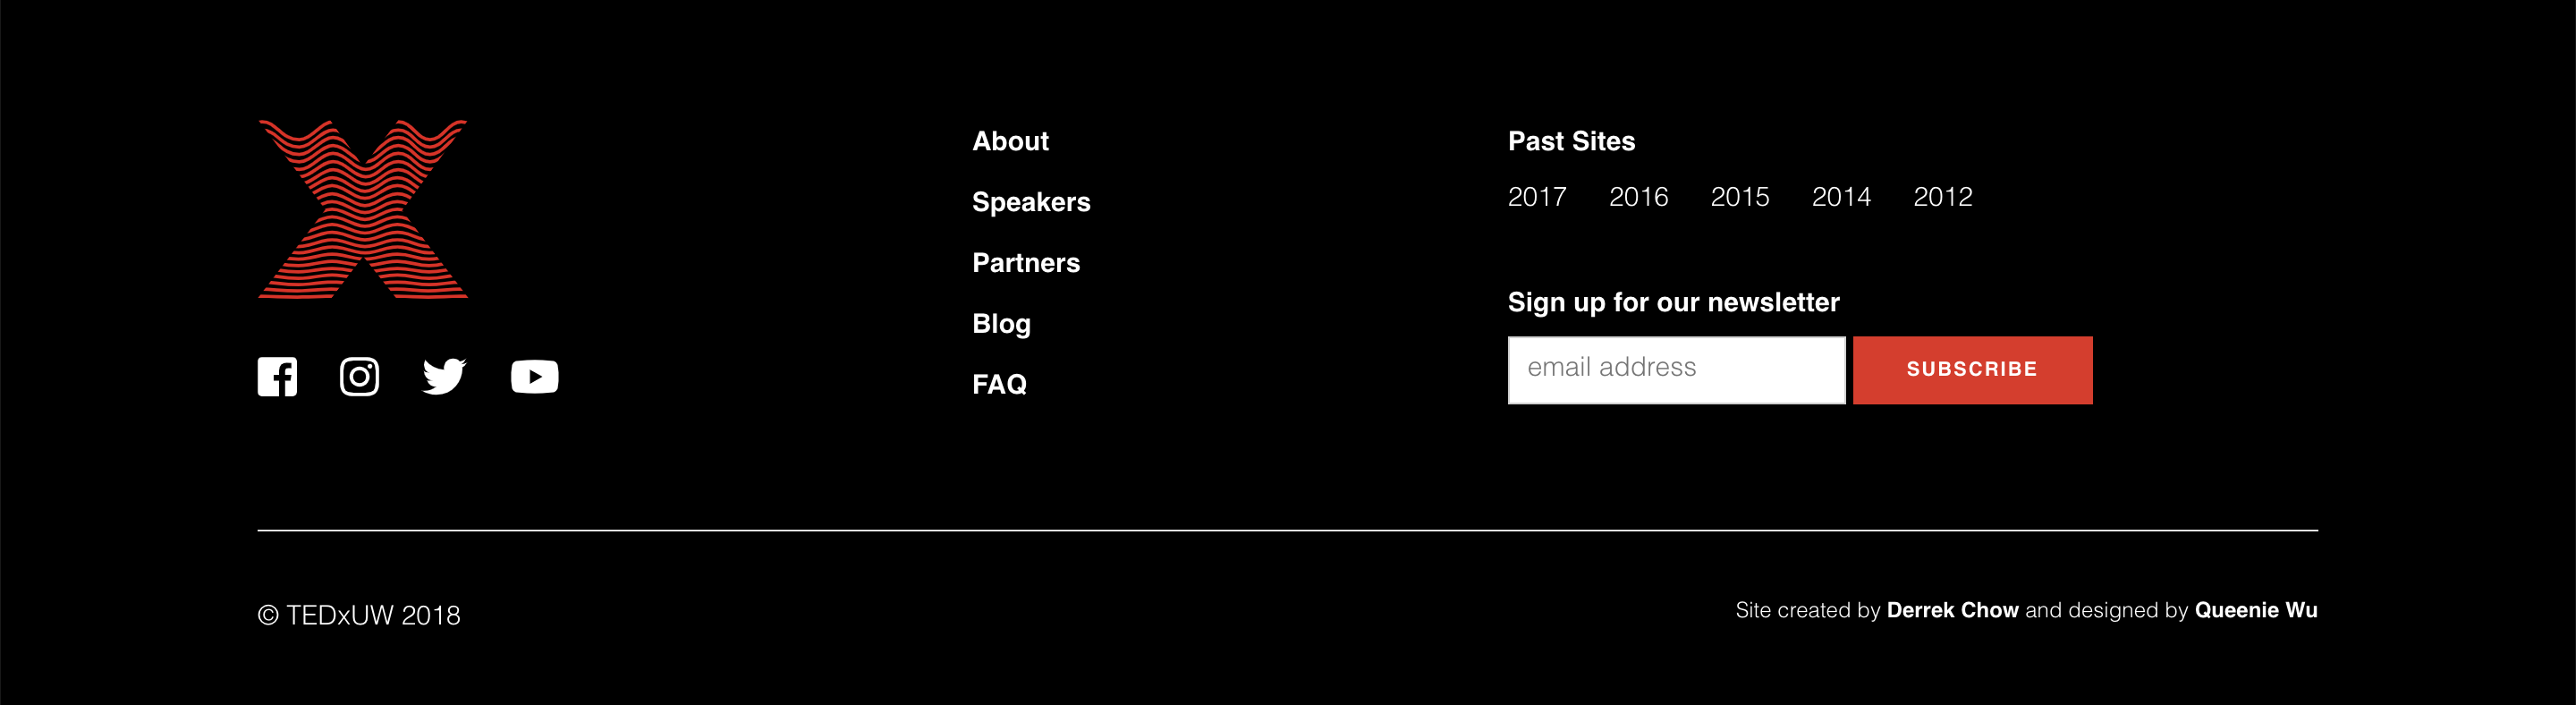 About
Speakers
Partners
Blog
FAQ
Past Sites
2017 2016 2015 2014 2012
Sign up for our newsletter
email address SUBSCRIBE
© TEDxUW 2018
Site created by Derrek Chow and designed by Queenie Wu